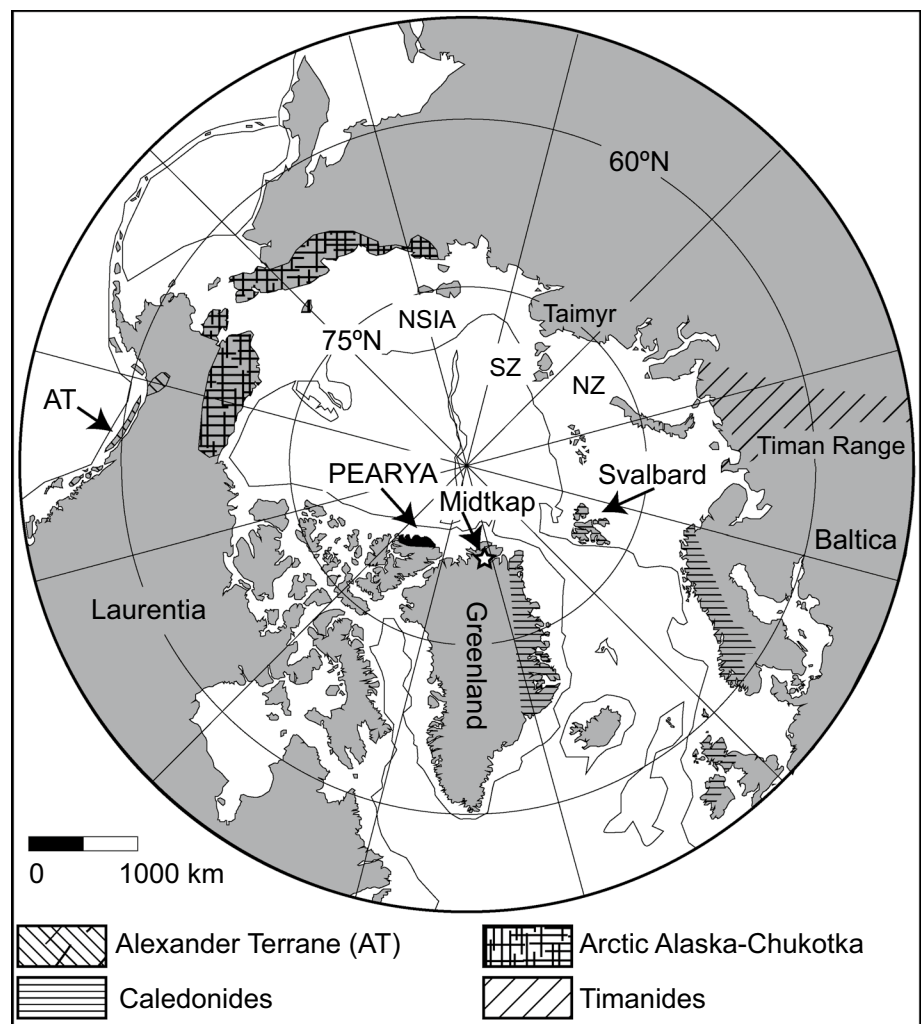 60ºN
NSIA
Taimyr
75ºN
SZ
NZ
AT
Timan Range
PEARYA
Svalbard
Midtkap
Baltica
Laurentia
Greenland
0 1000 km
Alexander Terrane (AT)
Arctic Alaska-Chukotka
Caledonides
Timanides